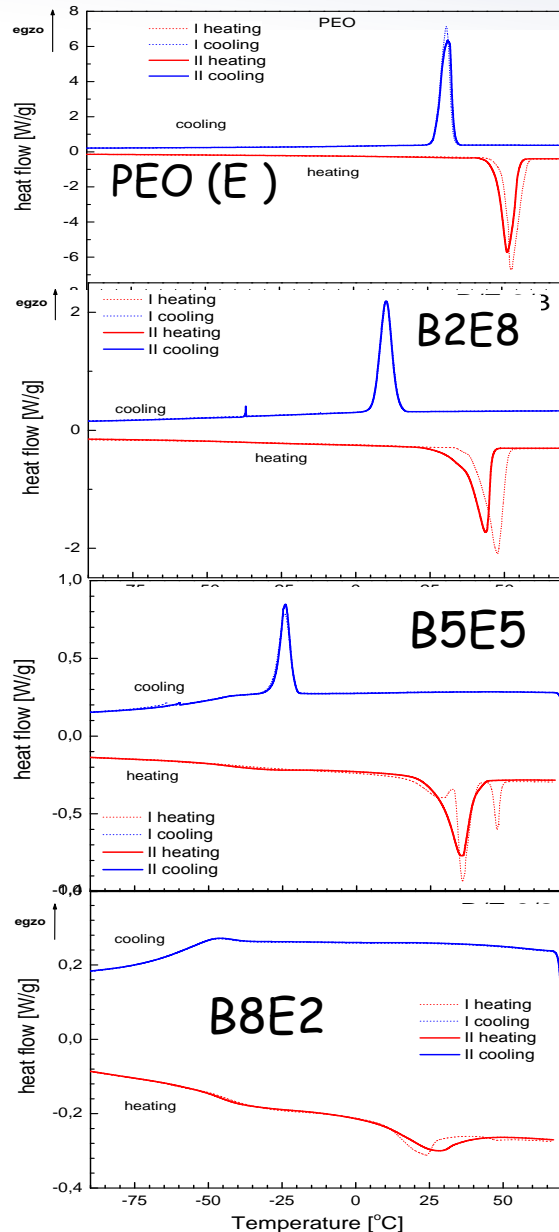 egzo
PEO
I heating
I cooling
II heating
II cooling
8
6
4
2
0
-2
-4
-6
heat flow [W/g]
cooling
heating
PEO (E )
egzo
I heating
I cooling
II heating
II cooling
B2E8
2
0
-2
heat flow [W/g]
cooling
heating
1,0
0,5
0,0
-0,5
heat flow [W/g]
B5E5
cooling
heating
I heating
I cooling
II heating
II cooling
egzo
0,2
0,0
-0,2
-0,4
heat flow [W/g]
cooling
B8E2
I heating
I cooling
II heating
II cooling
heating
-75 -50 -25 0 25 50
Temperature [°C]